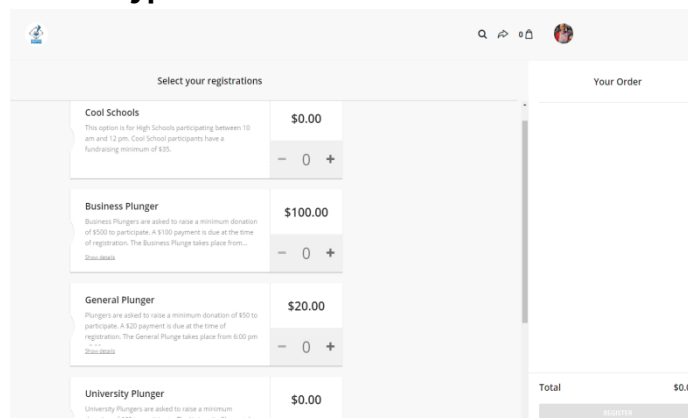 0
Select your registrations
Your Order
Cool Schools
$0.00
This option is for High Schools participating between 10
am and 12 pm. Cool School participants have a
fundraising minimum of $35.
− 0 +
Business Plunger
$100.00
Business Plungers are asked to raise a minimum donation
of $500 to participate. A $100 payment is due at the time
of registration. The Business Plunge takes place from...
Show details
− 0 +
General Plunger
$20.00
Plungers are asked to raise a minimum donation of $50 to
participate. A $20 payment is due at the time of
registration. The General Plunge takes place from 6:00 pm
Show details
− 0 +
University Plunger
$0.00
University Plungers are asked to raise a minimum
Total
$0.0
REGISTER